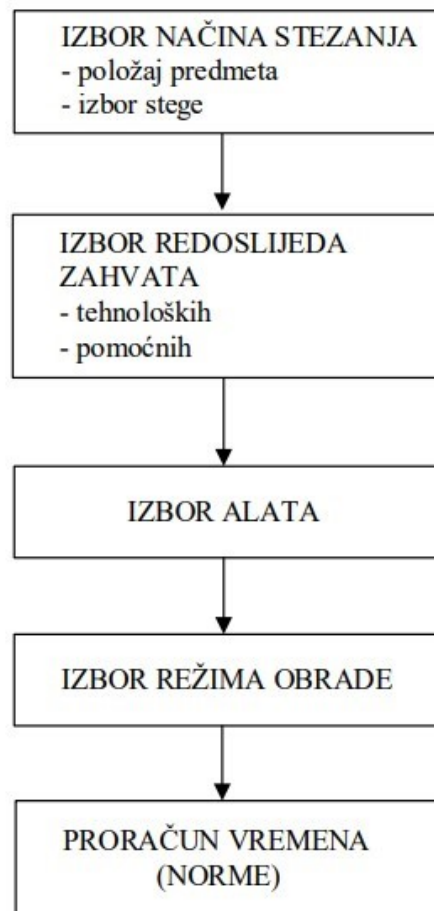 IZBOR NAČINA STEZANJA
- položaj predmeta
- izbor stege
IZBOR REDOSLIJEDA
ZAHVATA
- tehnoloških
- pomoćnih
IZBOR ALATA
IZBOR REŽIMA OBRADE
PRORAČUN VREMENA
(NORME)